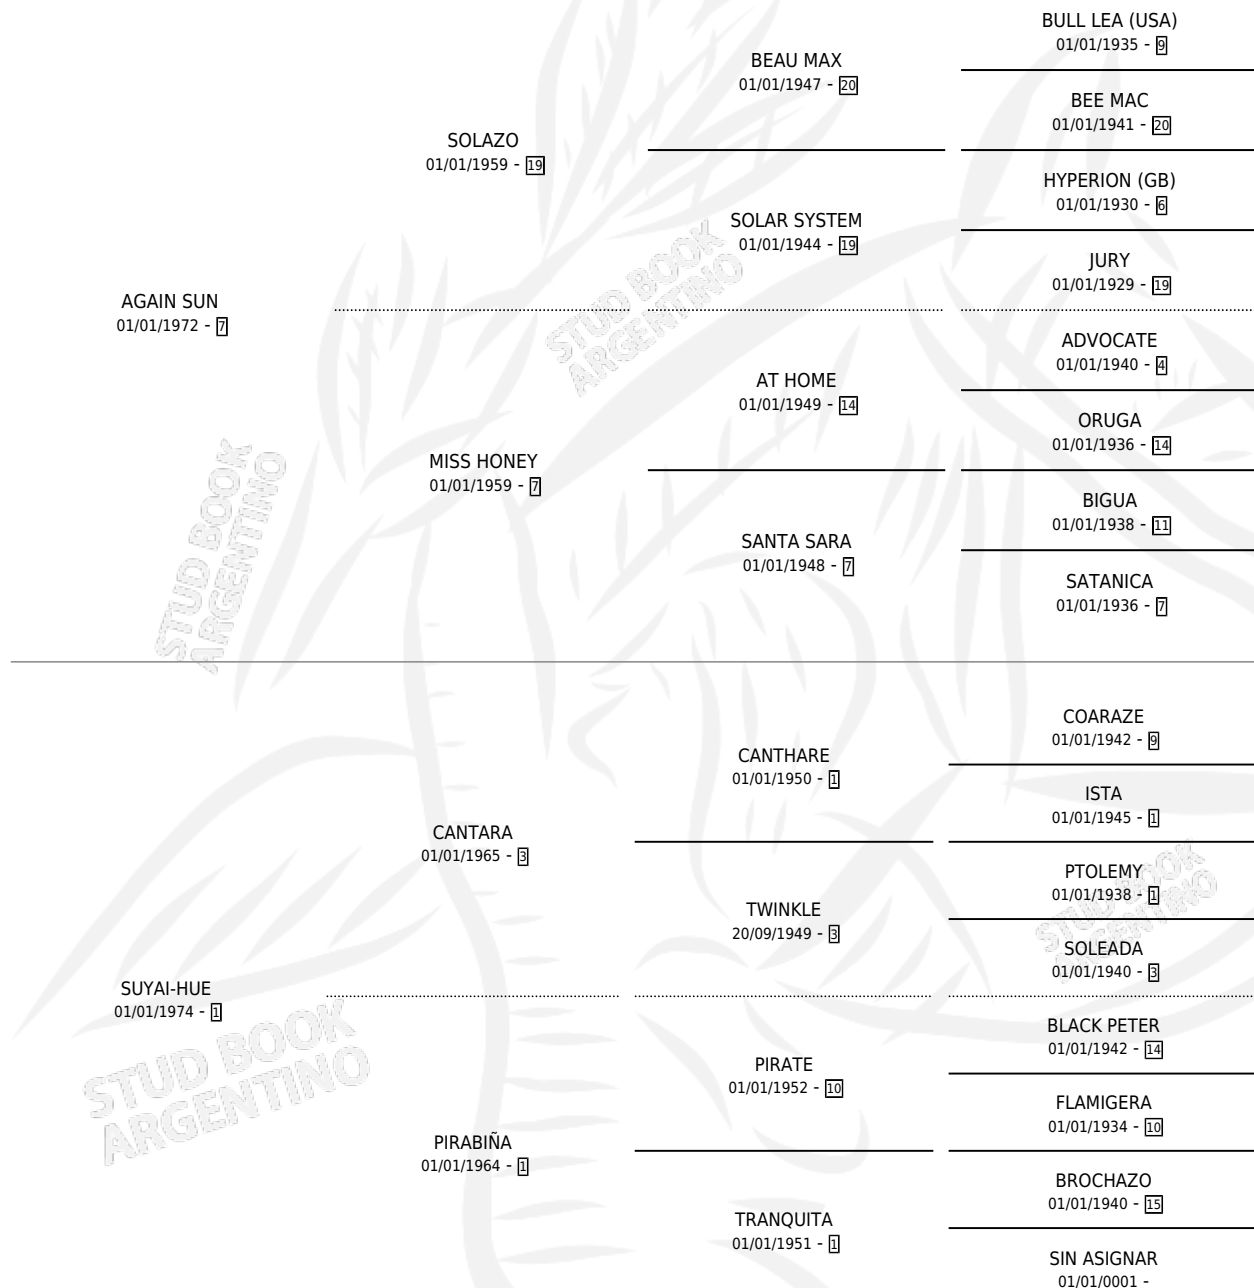 AGAIN SUN
01/01/1972 - 7
SOLAZO
01/01/1959 - 19
BEAU MAX
01/01/1947 - 20
BULL LEA (USA)
01/01/1935 - 9
BEE MAC
01/01/1941 - 20
SOLAR SYSTEM
01/01/1944 - 19
HYPERION (GB)
01/01/1930 - 6
JURY
01/01/1929 - 19
MISS HONEY
01/01/1959 - 7
AT HOME
01/01/1949 - 14
ADVOCATE
01/01/1940 - 4
ORUGA
01/01/1936 - 14
SANTA SARA
01/01/1948 - 7
BIGUA
01/01/1938 - 11
SATANICA
01/01/1936 - 7
SUYAI-HUE
01/01/1974 - 1
CANTARA
01/01/1965 - 3
CANTHARE
01/01/1950 - 1
COARAZE
01/01/1942 - 9
ISTA
01/01/1945 - 1
TWINKLE
20/09/1949 - 3
PTOLEMY
01/01/1938 - 1
SOLEADA
01/01/1940 - 3
PIRABIÑA
01/01/1964 - 1
PIRATE
01/01/1952 - 10
BLACK PETER
01/01/1942 - 14
FLAMIGERA
01/01/1934 - 10
TRANQUITA
01/01/1951 - 1
BROCHAZO
01/01/1940 - 15
SIN ASIGNAR
01/01/0001 -
STUD BOOK
ARGENTINO
STUD BOOK
ARGENTINO
STUD BOOK
ARGENTINO
STUD BOOK
ARGENTINO